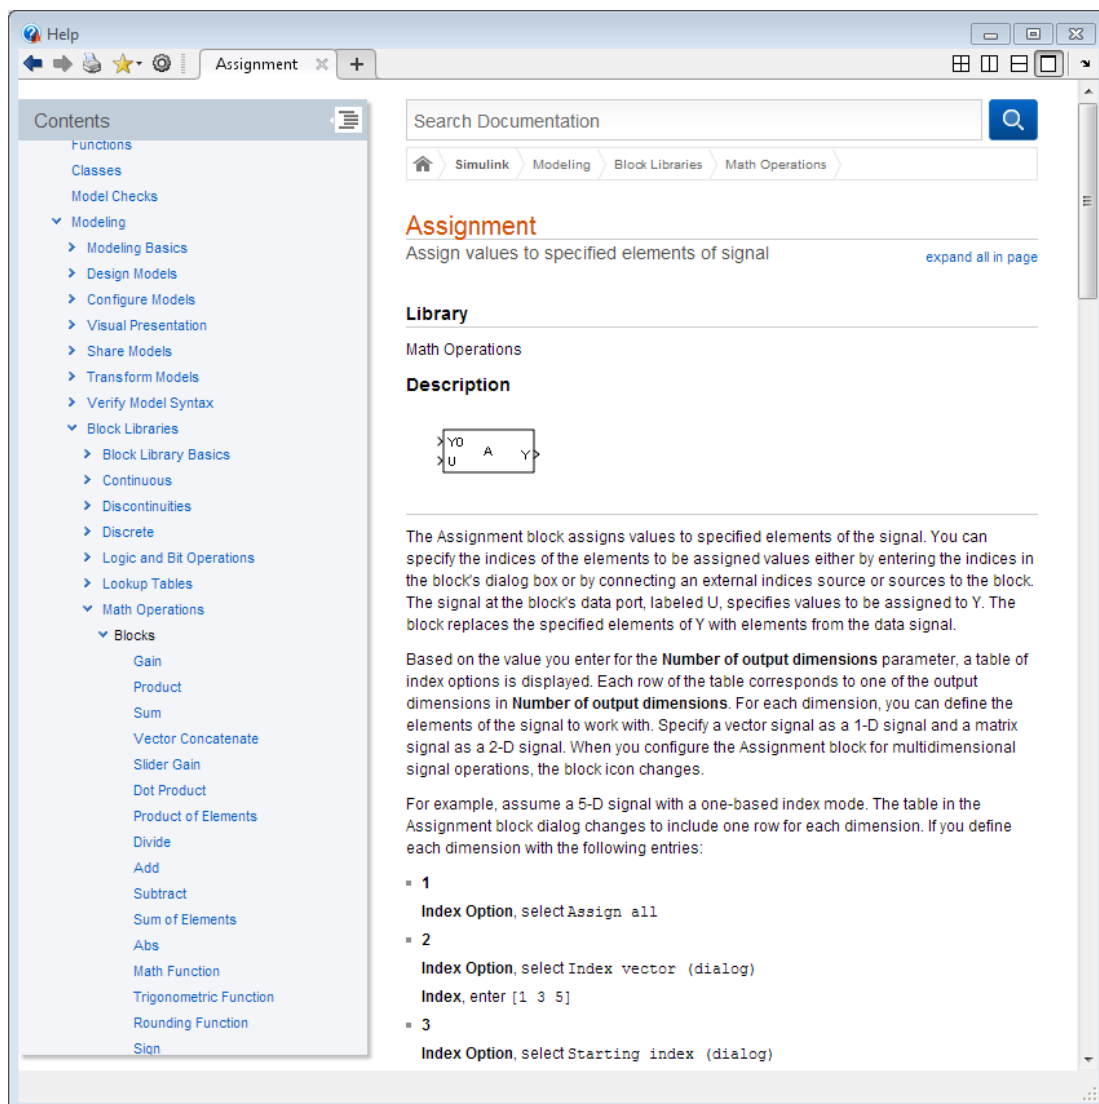 Help
Assignment
Contents
Functions
Classes
Model Checks
Modeling
Modeling Basics
Design Models
Configure Models
Visual Presentation
Share Models
Transform Models
Verify Model Syntax
Block Libraries
Block Library Basics
Continuous
Discontinuities
Discrete
Logic and Bit Operations
Lookup Tables
Math Operations
Blocks
Gain
Product
Sum
Vector Concatenate
Slider Gain
Dot Product
Product of Elements
Divide
Add
Subtract
Sum of Elements
Abs
Math Function
Trigonometric Function
Rounding Function
Sign
Search Documentation
Simulink Modeling Block Libraries Math Operations
Assignment
Assign values to specified elements of signal
expand all in page
Library
Math Operations
Description
Y0
A
Y
U
The Assignment block assigns values to specified elements of the signal. You can
specify the indices of the elements to be assigned values either by entering the indices in
the block's dialog box or by connecting an external indices source or sources to the block.
The signal at the block's data port, labeled U, specifies values to be assigned to Y. The
block replaces the specified elements of Y with elements from the data signal.
Based on the value you enter for the Number of output dimensions parameter, a table of
index options is displayed. Each row of the table corresponds to one of the output
dimensions in Number of output dimensions. For each dimension, you can define the
elements of the signal to work with. Specify a vector signal as a 1-D signal and a matrix
signal as a 2-D signal. When you configure the Assignment block for multidimensional
signal operations, the block icon changes.
For example, assume a 5-D signal with a one-based index mode. The table in the
Assignment block dialog changes to include one row for each dimension. If you define
each dimension with the following entries:
1
Index Option, select Assign all
2
Index Option, select Index vector (dialog)
Index, enter [1 3 5]
3
Index Option, select Starting index (dialog)